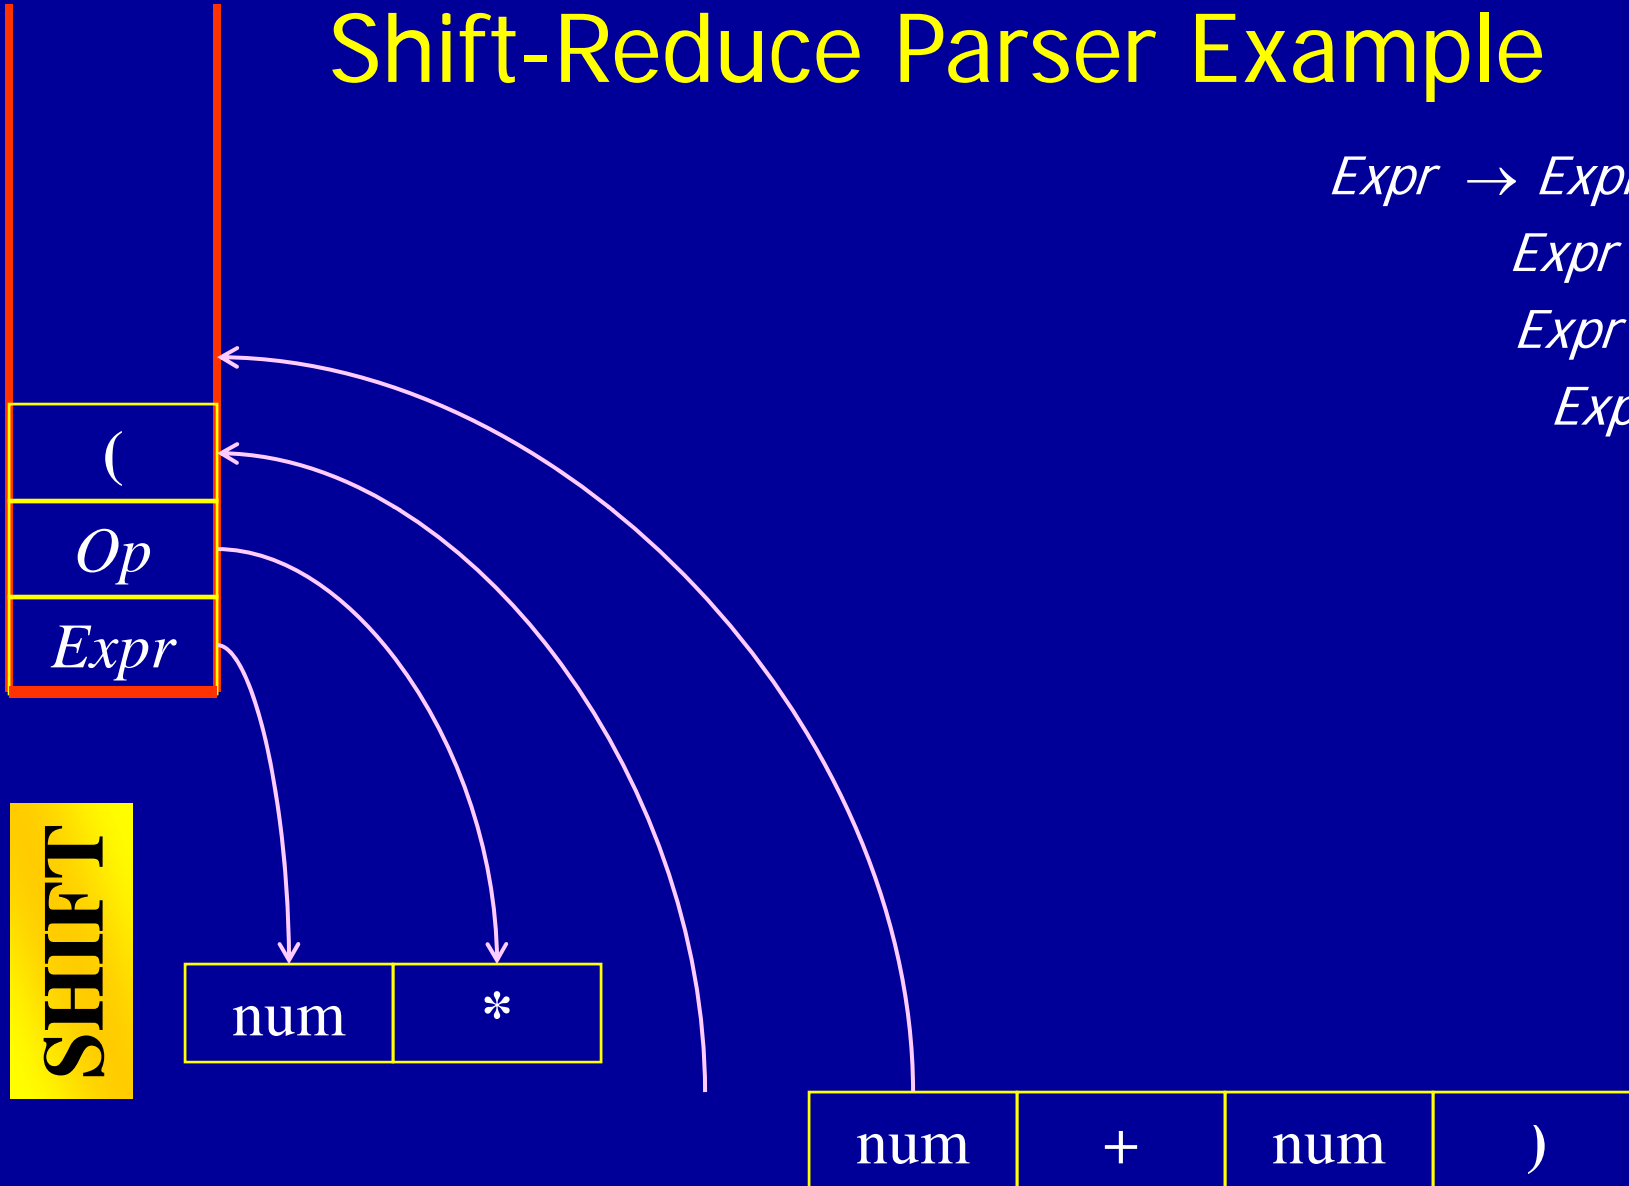 Shift-Reduce Parser Example
Expr → Expr
Expr
Expr
(
Op
Expr
SHIFT
num *
num + num )